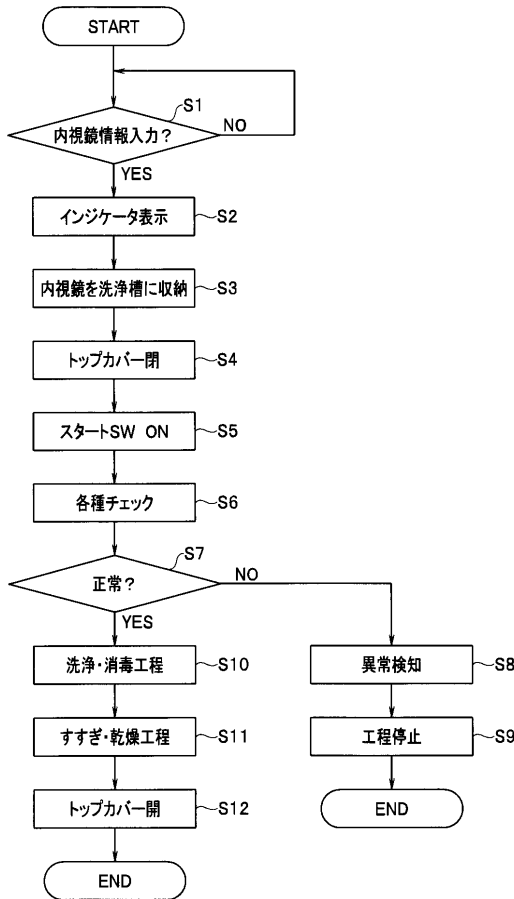 START
S1
内視鏡情報入力?
NO
YES
インジケータ表示
S2
内視鏡を洗浄槽に収納
S3
トップカバー閉
S4
スタートSW ON
S5
各種チェック
S6
S7
正常?
NO
YES
洗浄・消毒工程
S10
異常検知
S8
すすぎ・乾燥工程
S11
工程停止
S9
トップカバー開
S12
END
END